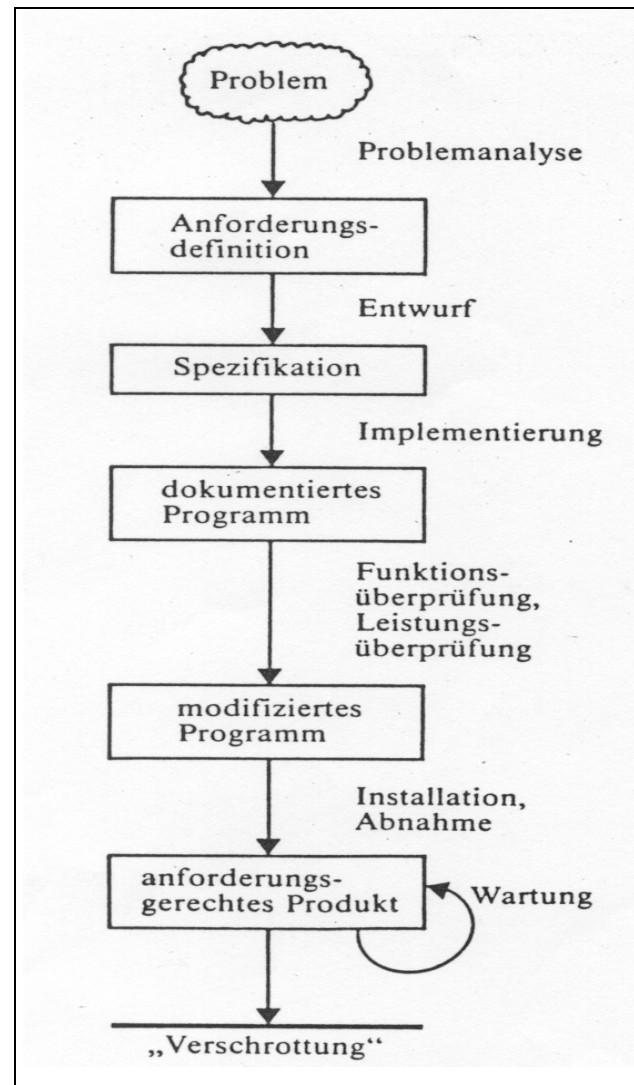 Problem
Problemanalyse
Anforderungs-
definition
Entwurf
Spezifikation
Implementierung
dokumentiertes
Programm
Funktions-
überprüfung,
Leistungs-
überprüfung
modifiziertes
Programm
Installation,
Abnahme
anforderungs-
gerechtes Produkt
Wartung
„Verschrottung“